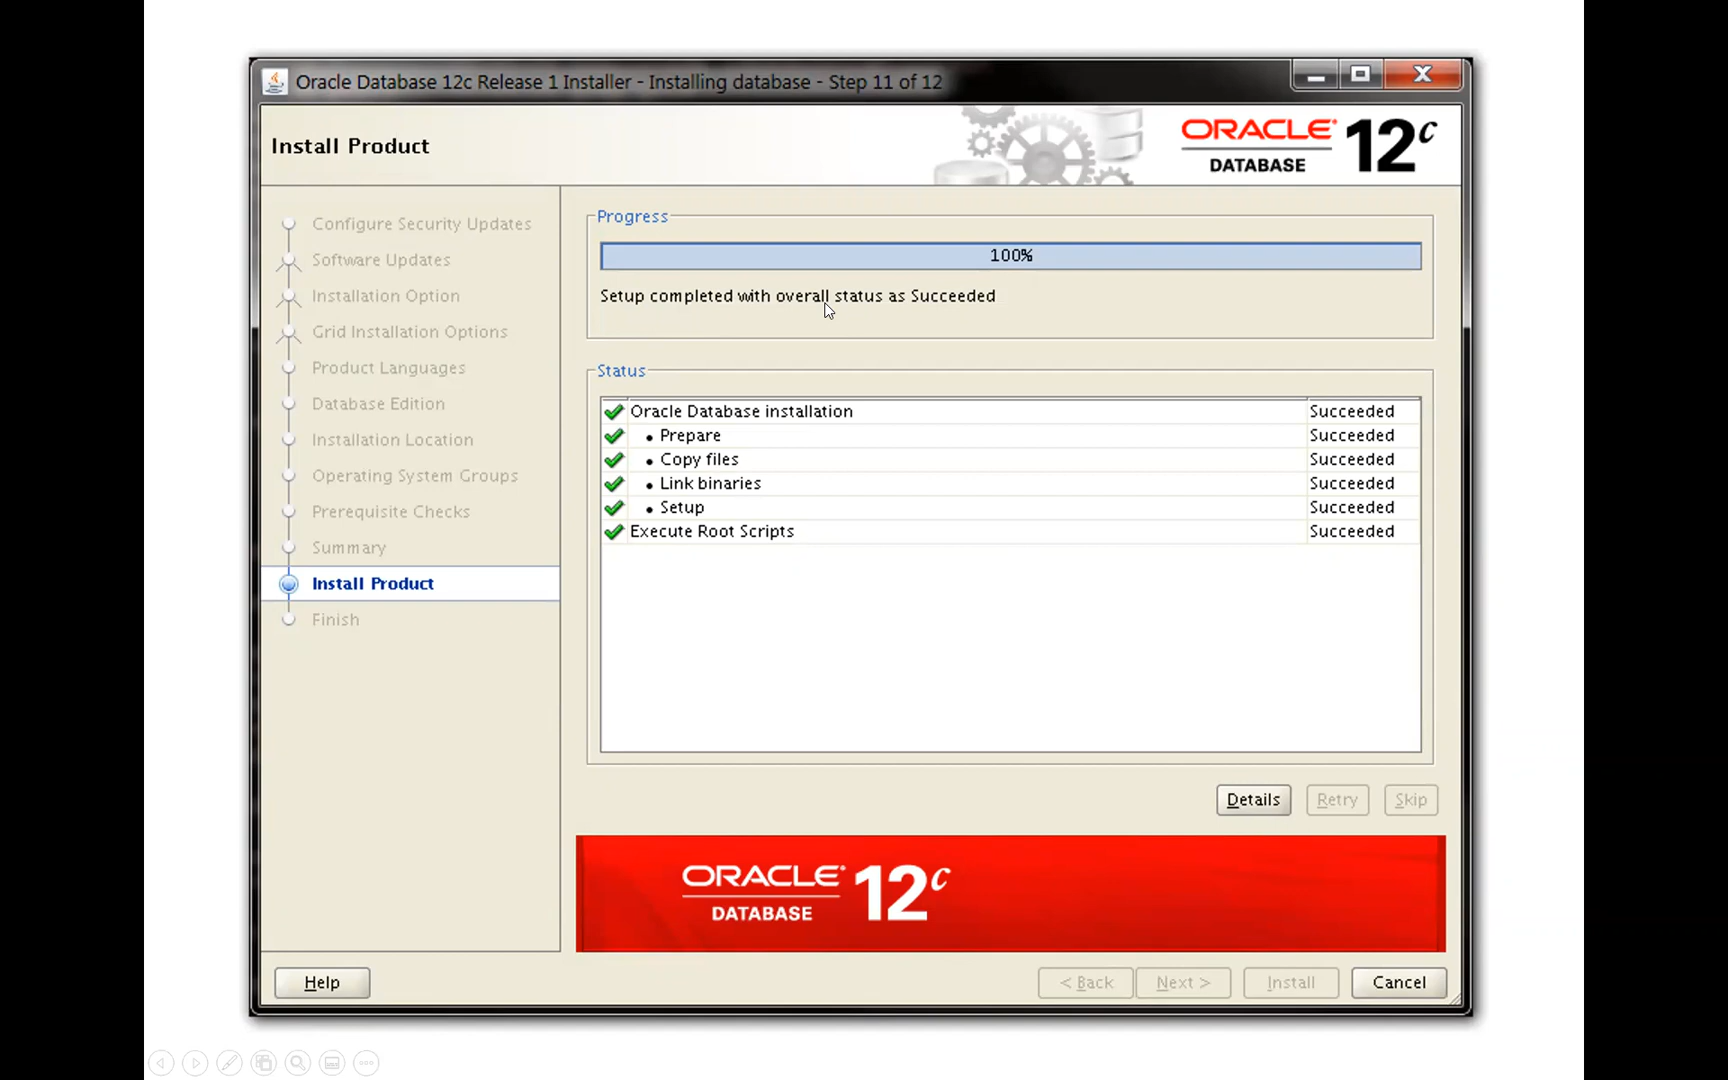 Oracle Database 12c Release 1 Installer - Installing database - Step 11 of 12
Install Product
ORACLE DATABASE 12c
Configure Security Updates
Software Updates
Installation Option
Grid Installation Options
Product Languages
Database Edition
Installation Location
Operating System Groups
Prerequisite Checks
Summary
Install Product
Finish
Progress
100%
Setup completed with overall status as Succeeded
Status
Oracle Database installation Succeeded
• Prepare Succeeded
• Copy files Succeeded
• Link binaries Succeeded
• Setup Succeeded
Execute Root Scripts Succeeded
Details Retry Skip
ORACLE DATABASE 12c
Help < Back Next > Install Cancel